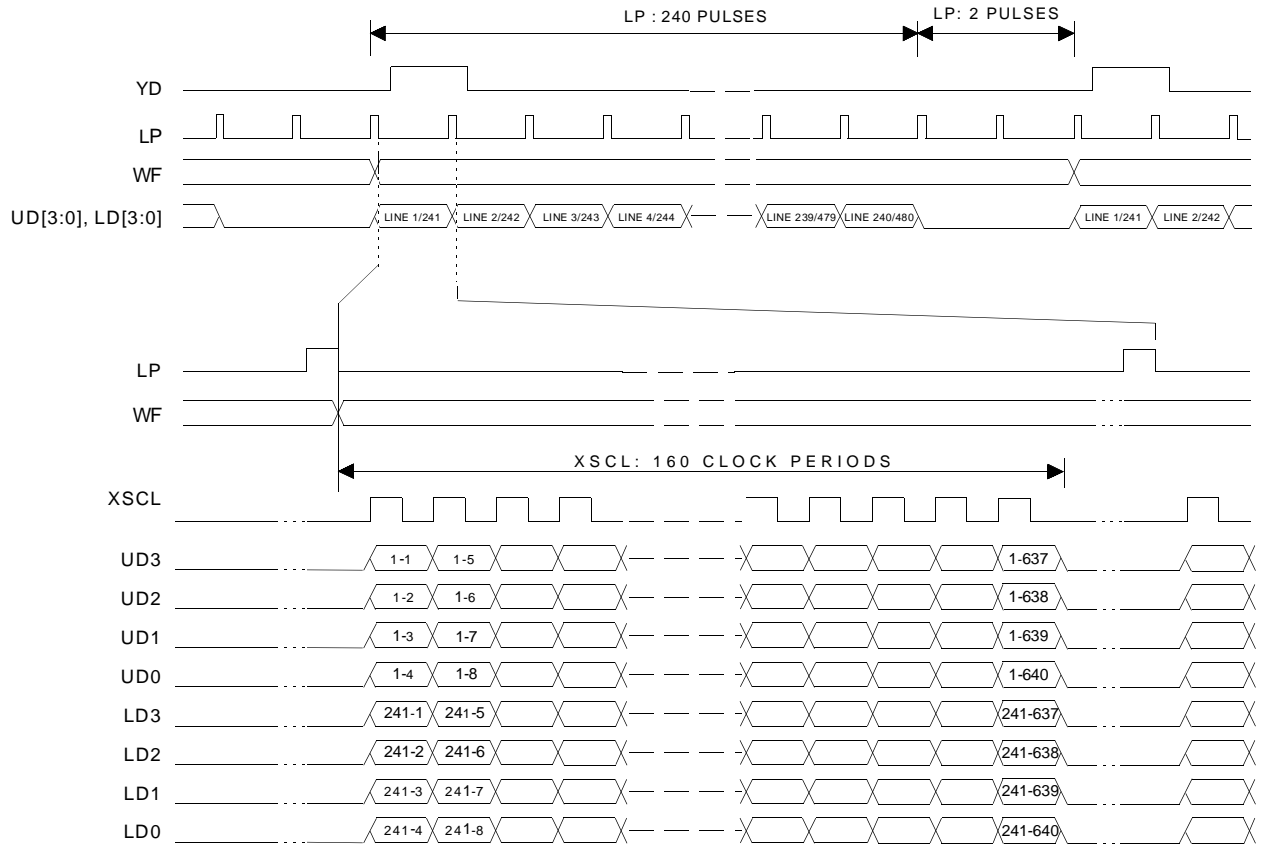 LP : 240 PULSES LP: 2 PULSES
YD
LP
WF
UD[3:0], LD[3:0] LINE 1/241 LINE 2/242 LINE 3/243 LINE 4/244 LINE 239/479 LINE 240/480 LINE 1/241 LINE 2/242
LP
WF
XSCL: 160 CLOCK PERIODS
XSCL
UD3 1-1 1-5 1-637
UD2 1-2 1-6 1-638
UD1 1-3 1-7 1-639
UD0 1-4 1-8 1-640
LD3 241-1 241-5 241-637
LD2 241-2 241-6 241-638
LD1 241-3 241-7 241-639
LD0 241-4 241-8 241-640